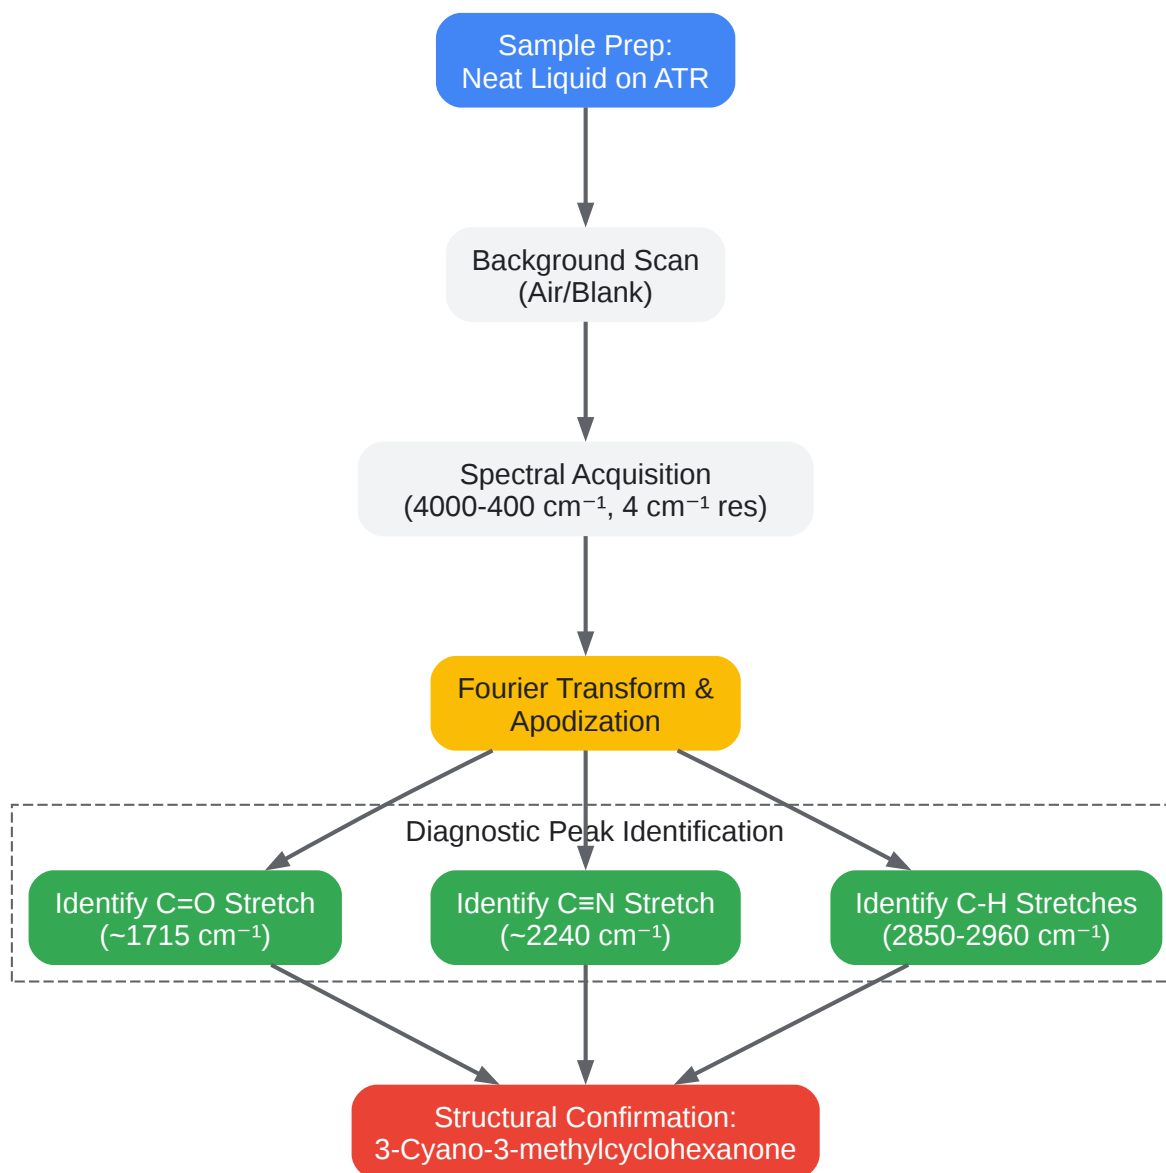 Sample Prep:
Neat Liquid on ATR
Background Scan
(Air/Blank)
Spectral Acquisition
(4000-400 cm⁻¹, 4 cm⁻¹ res)
Fourier Transform &
Apodization
Diagnostic Peak Identification
Identify C=O Stretch
(~1715 cm⁻¹)
Identify C≡N Stretch
(~2240 cm⁻¹)
Identify C-H Stretches
(2850-2960 cm⁻¹)
Structural Confirmation:
3-Cyano-3-methylcyclohexanone